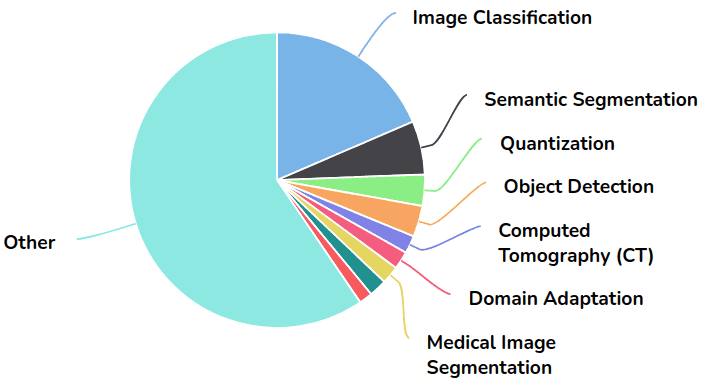 Image Classification
Semantic Segmentation
Quantization
Object Detection
Computed
Tomography (CT)
Domain Adaptation
Medical Image
Segmentation
Other